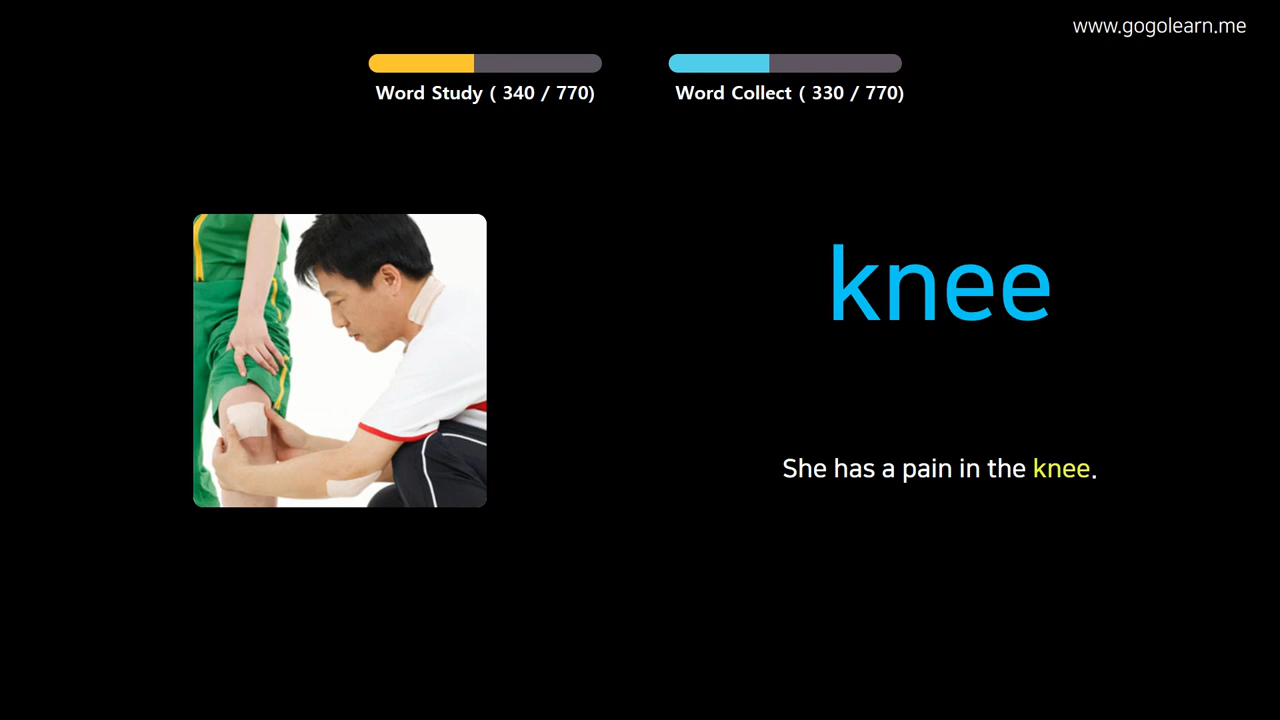 www.gogolearn.me
Word Study ( 340 / 770)
Word Collect ( 330 / 770)
knee
She has a pain in the knee.